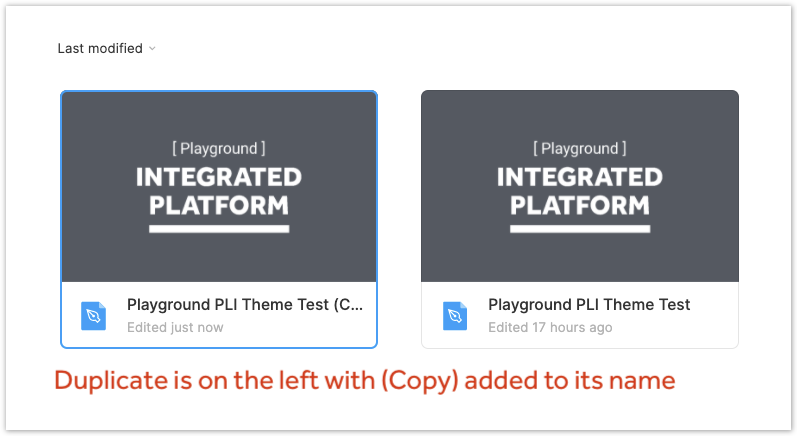 Last modified
[ Playground ]
INTEGRATED
PLATFORM
Playground PLI Theme Test (C...
Edited just now
[ Playground ]
INTEGRATED
PLATFORM
Playground PLI Theme Test
Edited 17 hours ago
Duplicate is on the left with (Copy) added to its name